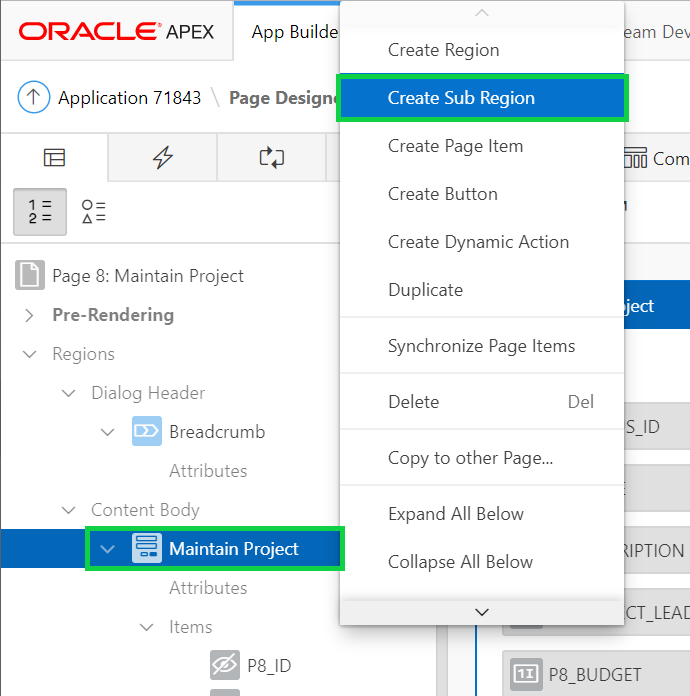 ORACLE APEX
App Builde
eam Dev
Application 71843 \ Page Designe
Com
Page 8: Maintain Project
Pre-Rendering
Regions
Dialog Header
Breadcrumb
Attributes
Content Body
Maintain Project
Attributes
Items
P8_ID
Create Region
Create Sub Region
Create Page Item
Create Button
Create Dynamic Action
Duplicate
Synchronize Page Items
Delete Del
Copy to other Page...
Expand All Below
Collapse All Below
oject
S_ID
RIPTION
CT_LEAD
P8_BUDGET